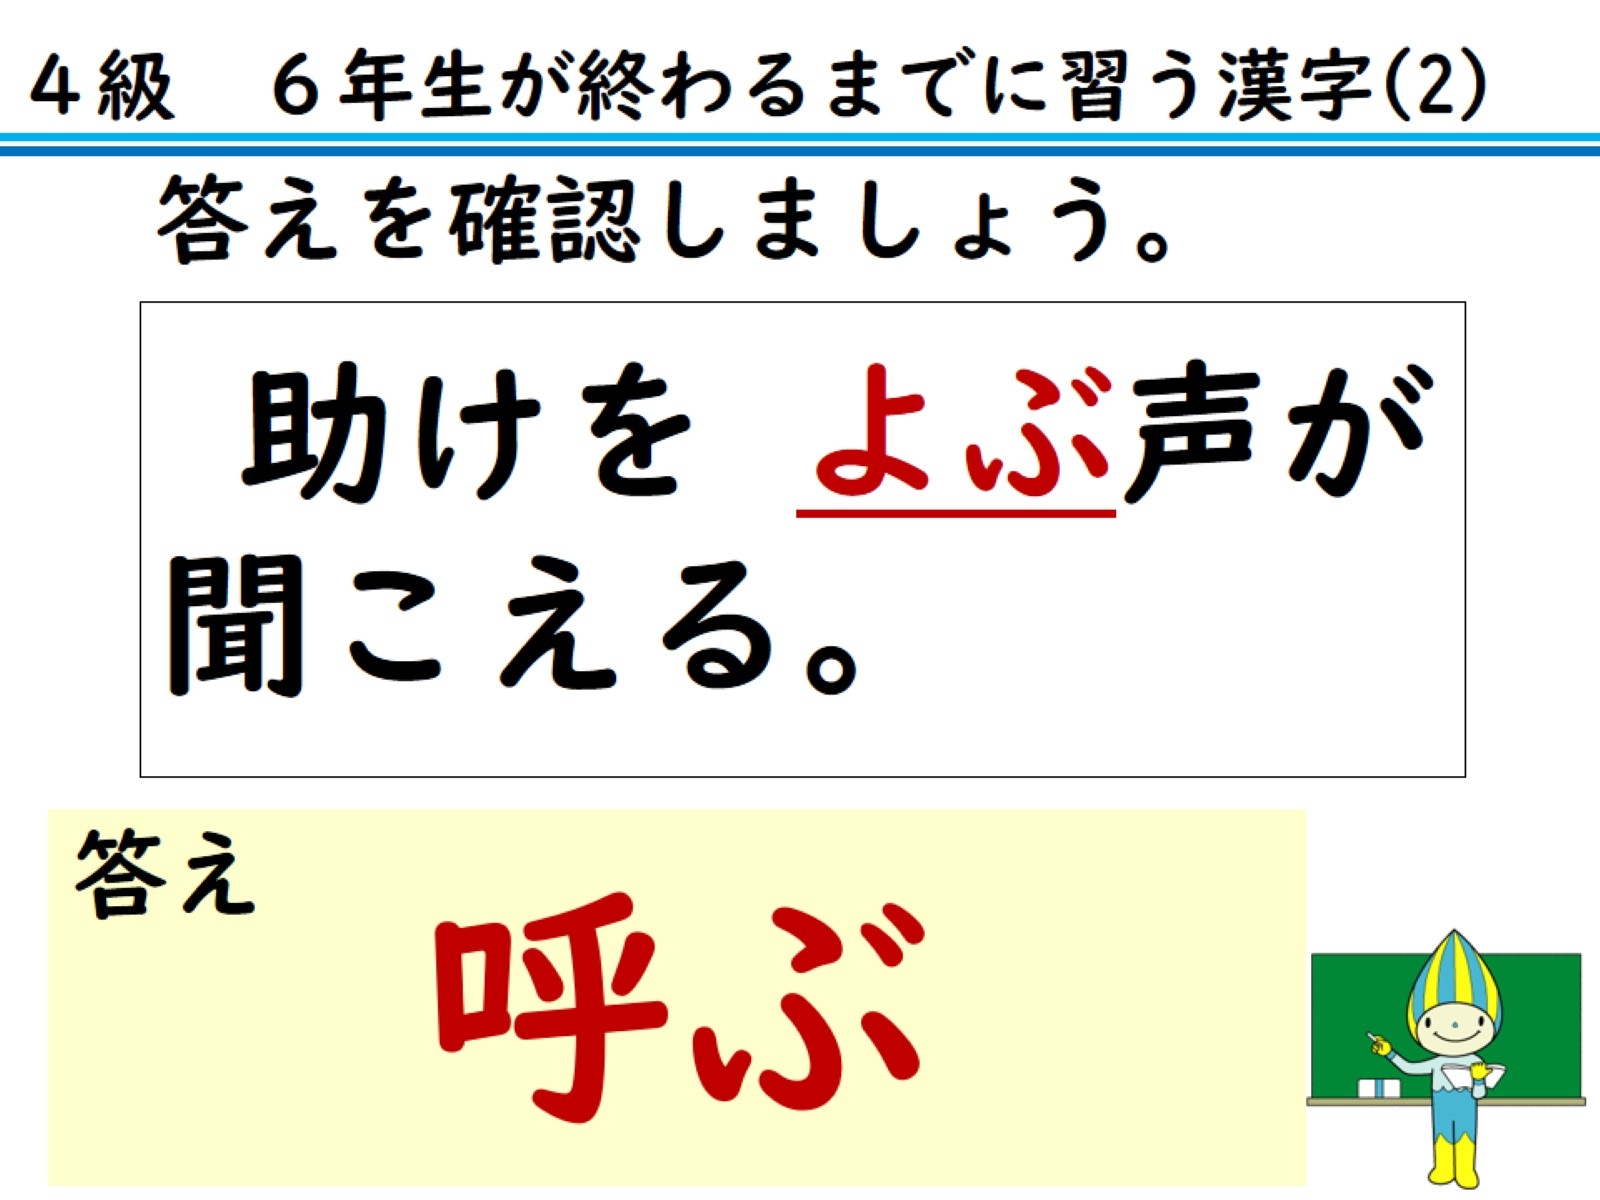 ４級　６年生が終わるまでに習う漢字(2)
答えを確認しましょう。
助けを よぶ声が
聞こえる。
答え
呼ぶ